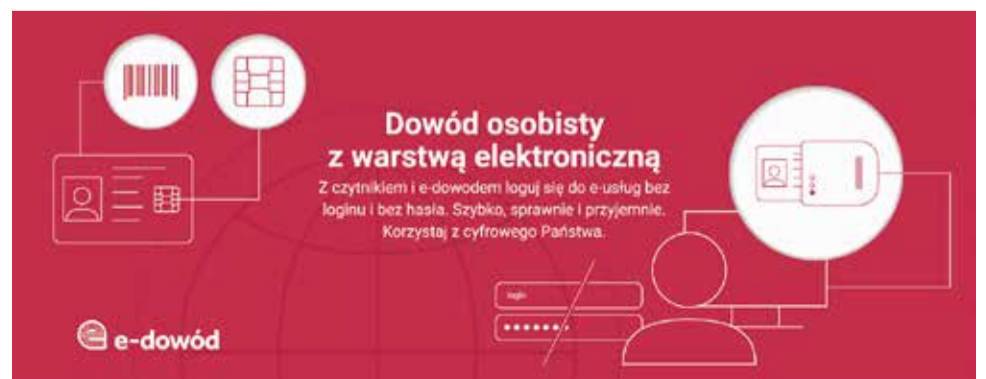 Dowód osobisty
z warstwą elektroniczną
Z czytnikiem i e-dowodem loguj się do e-usług bez
loginu i bez hasła. Szybko, sprawnie i przyjemnie.
Korzystaj z cyfrowego Państwa.
login
e-dowód